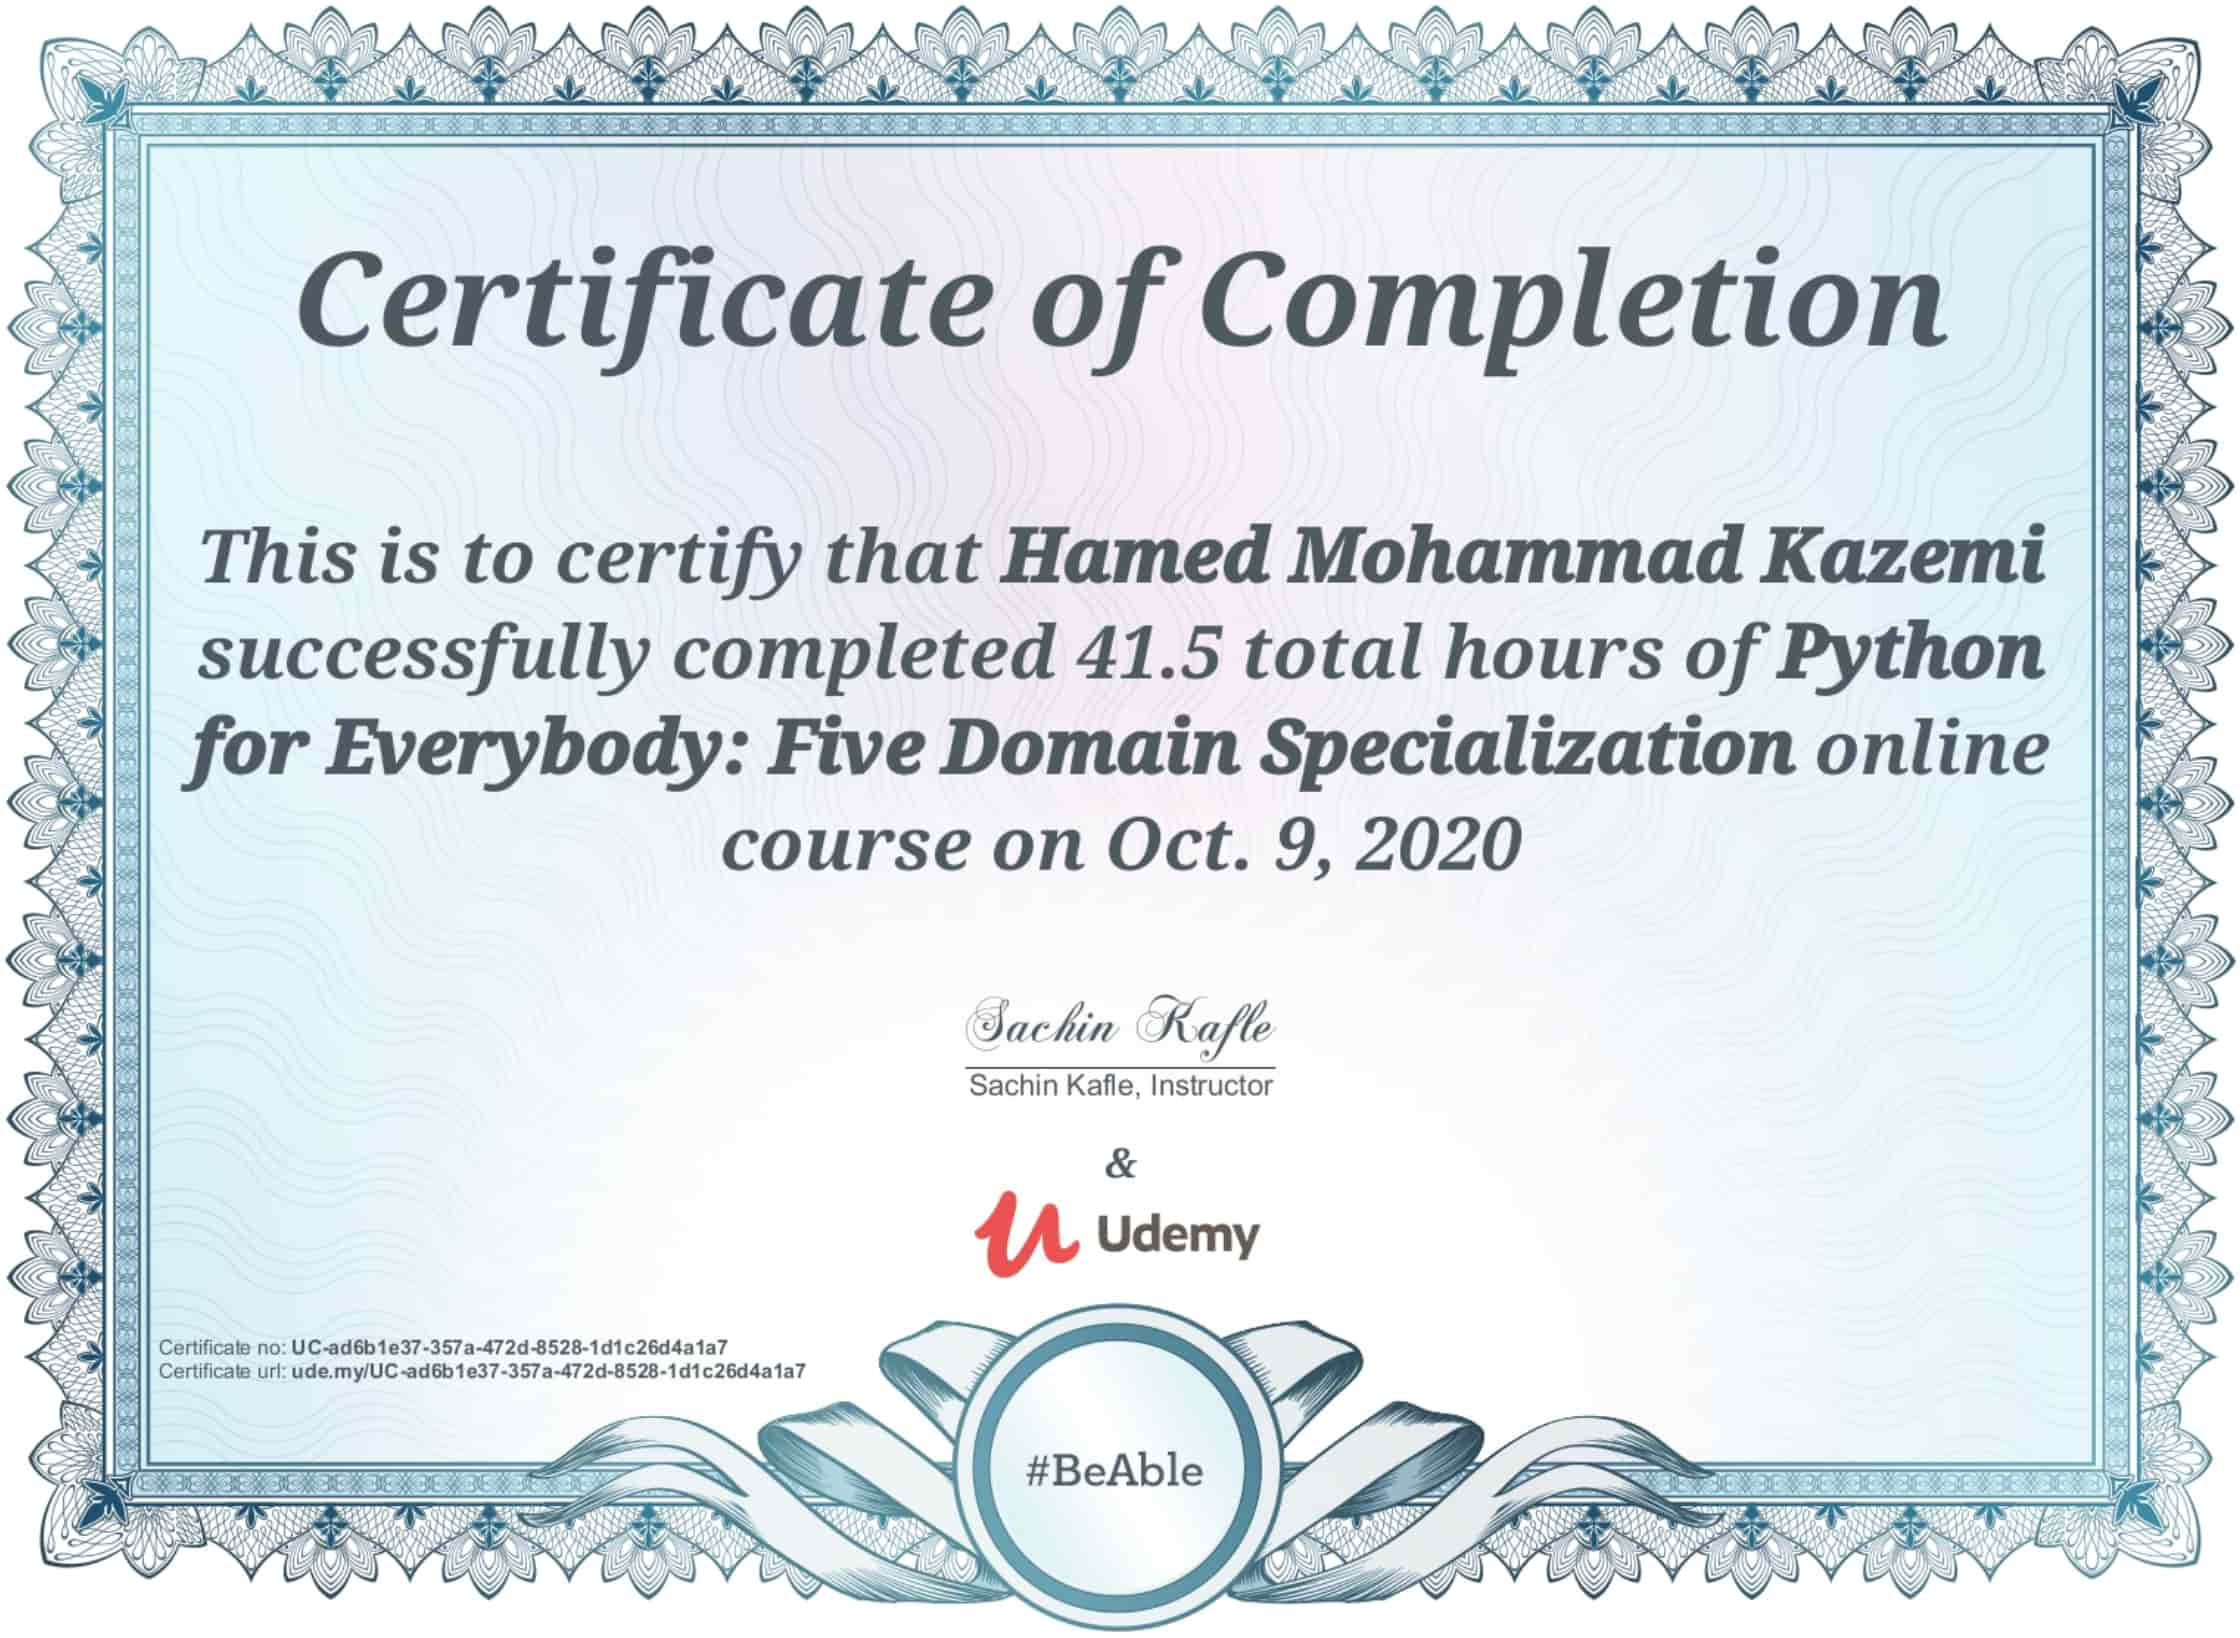 Certificate of Completion
This is to certify that Hamed Mohammad Kazemi
successfully completed 41.5 total hours of Python
for Everybody: Five Domain Specialization online
course on Oct. 9, 2020
Sachin Kafle
Sachin Kafle, Instructor
&
Udemy
Certificate no: UC-ad6b1e37-357a-472d-8528-1d1c26d4a1a7
Certificate url: ude.my/UC-ad6b1e37-357a-472d-8528-1d1c26d4a1a7
#BeAble